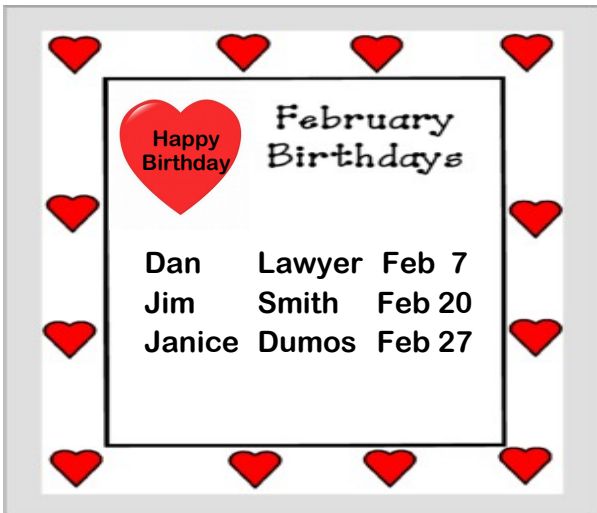 Happy
Birthday
February
Birthdays
Dan Lawyer Feb 7
Jim Smith Feb 20
Janice Dumos Feb 27